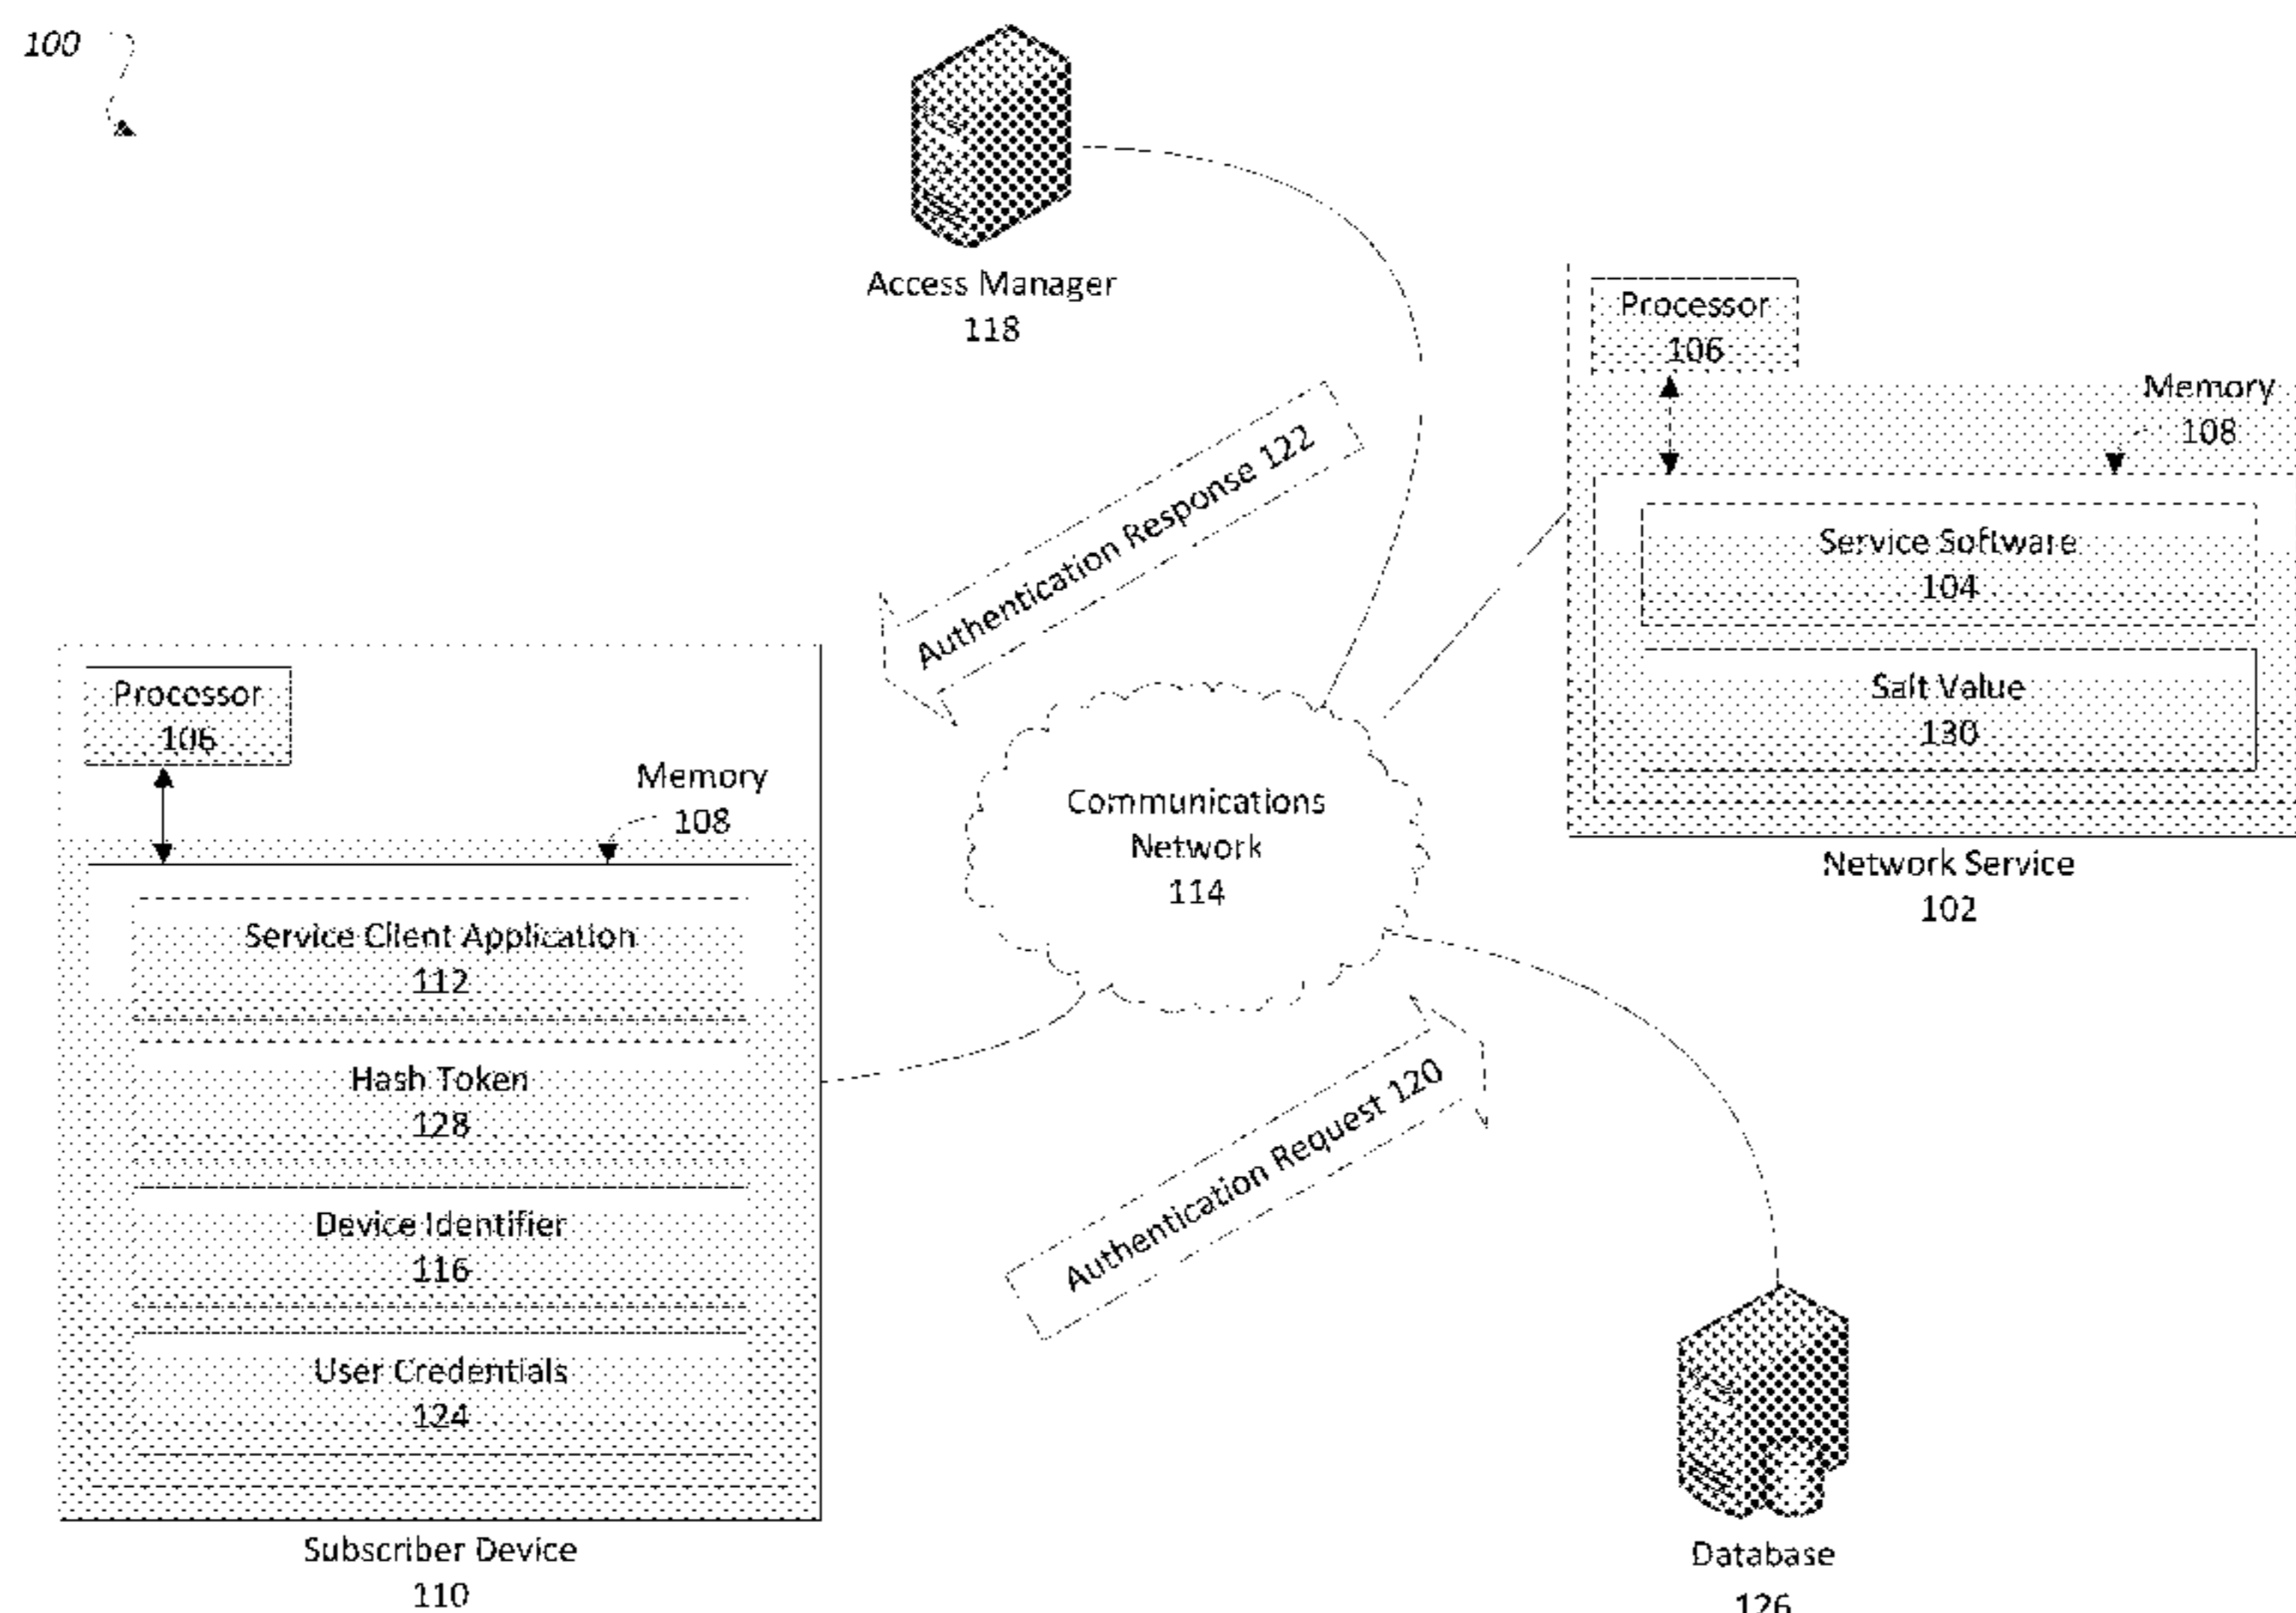 100
Access Manager
118
Processor
106
Memory
108
Service Software
104
Salt Value
130
Network Service
102
Authentication Response 122
Processor
106
Memory
108
Service Client Application
112
Hash Token
128
Device Identifier
116
User Credentials
124
Subscriber Device
110
Communications
Network
114
Authentication Request 120
Database
126